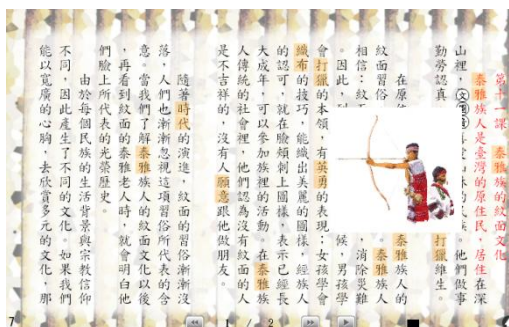 第十一課 泰雅族人的紋面文化
泰雅族人是臺灣的原住民，居住在深
山裡，山林的民族。他們做事
勤勞認真 打獵維生。
在原 泰雅族人的
紋面習俗 。泰雅族人
相信：紋 ，消除災難
。因此， 候，男孩學
會打獵的本領，有英勇的表現；女孩學會
織布的技巧，能織出美麗的圖樣，經族人
的認可，就在臉頰刺上圖樣，表示已經長
大成年，可以參加族裡的活動。在泰雅族
人傳統的社會裡，他們認為沒有紋面的人
是不吉祥的，沒有人願意跟他做朋友。
隨著時代的演進，紋面的習俗漸漸沒
落，人們也漸漸忽視這項習俗所代表的含
意。當我們了解泰雅族人的紋面文化以後
，再看到紋面的泰雅老人時，就會明白他
們臉上所代表的光榮歷史。
由於每個民族的生活背景與宗教信仰
不同，因此產生了不同的文化。如果我們
能以寬廣的心胸，去欣賞多元的文化，那
7
1 / 2